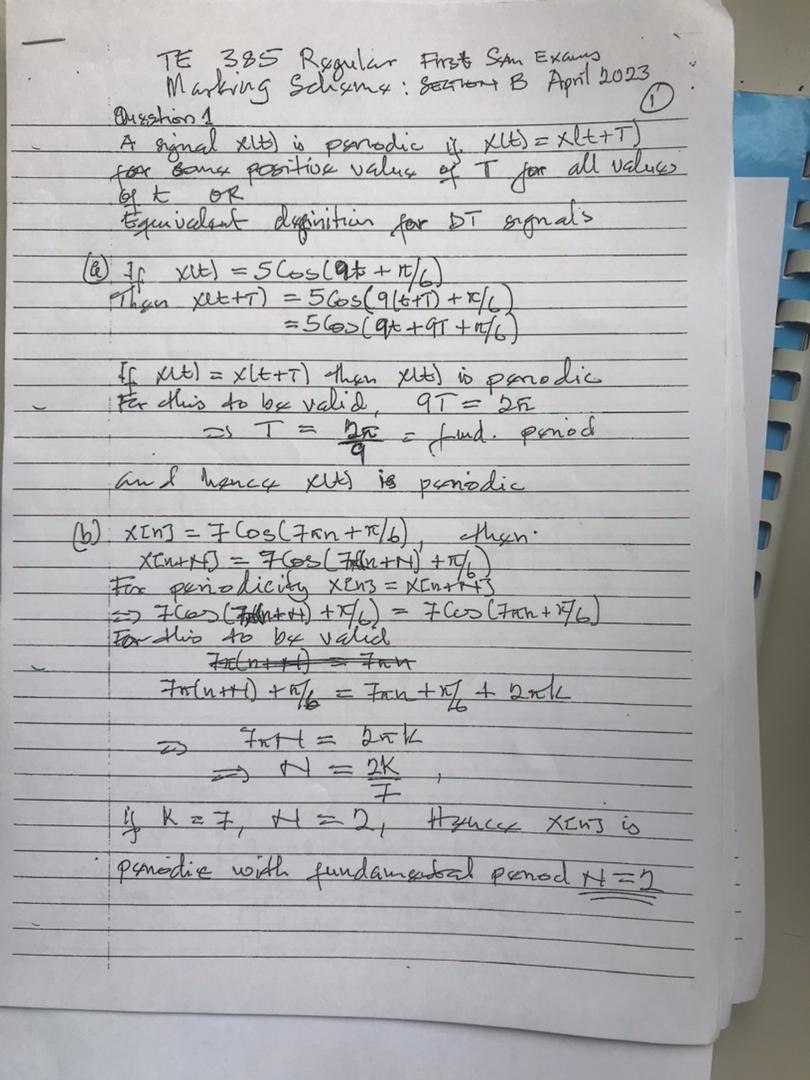 TE 385 Regular First Sem Exams
Marking Scheme: SECTION B April 2023
1
Question 1
A signal x(t) is periodic if x(t) = x(t+T)
for some positive value of T for all values
of t OR
Equivalent definition for DT signals
(a) If x(t) = 5Cos(9t + π/6)
Then x(t+T) = 5Cos(9(t+T) + π/6)
= 5Cos(9t + 9T + π/6)
If x(t) = x(t+T) then x(t) is periodic
For this to be valid, 9T = 2π
⇒ T = 2π/9 = fund. period
and hence x(t) is periodic
(b) x[n] = 7Cos(7πn + π/6), then
x[n+N] = 7Cos(7π(n+N) + π/6)
For periodicity x[n] = x[n+N]
⇒ 7Cos(7π(n+N) + π/6) = 7Cos(7πn + π/6)
For this to be valid
7π(n+N) = 7πn
7π(n+N) + π/6 = 7πn + π/6 + 2πk
⇒ 7πN = 2πk
⇒ N = 2K/7,
if K = 7, N = 2, Hence x[n] is
periodic with fundamental period N=2